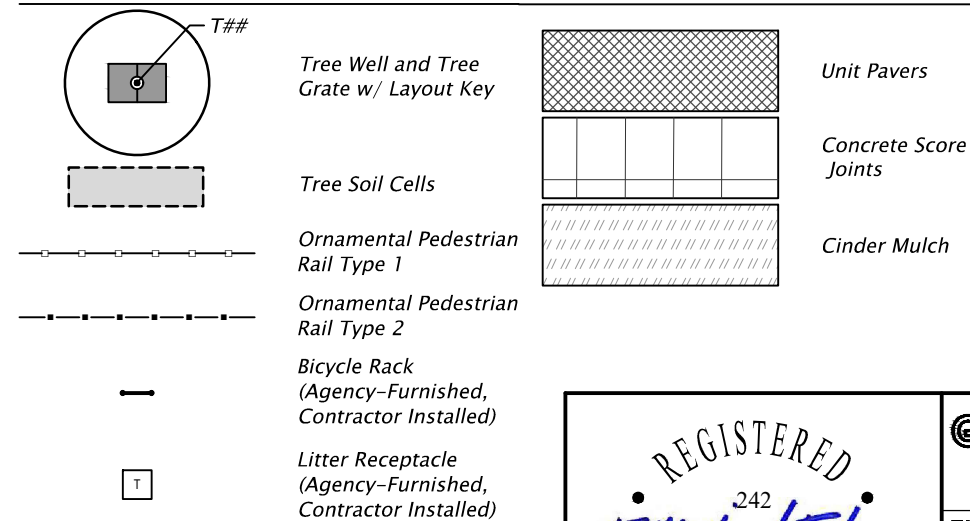 T##
Tree Well and Tree
Grate w/ Layout Key
Tree Soil Cells
Ornamental Pedestrian
Rail Type 1
Ornamental Pedestrian
Rail Type 2
Bicycle Rack
(Agency-Furnished,
Contractor Installed)
T
Litter Receptacle
(Agency-Furnished,
Contractor Installed)
Unit Pavers
Concrete Score
Joints
Cinder Mulch
REGISTERED
242